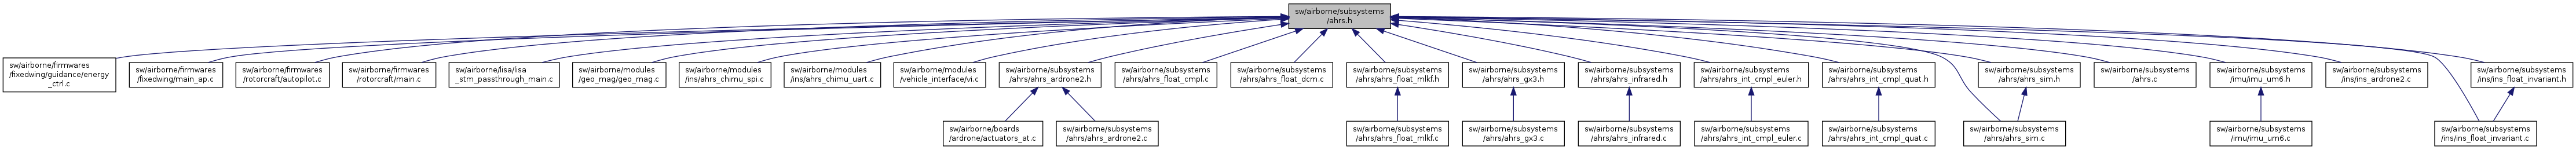 sw/airborne/subsystems
/ahrs.h
sw/airborne/firmwares
/fixedwing/guidance/energy
_ctrl.c
sw/airborne/firmwares
/fixedwing/main_ap.c
sw/airborne/firmwares
/rotorcraft/autopilot.c
sw/airborne/firmwares
/rotorcraft/main.c
sw/airborne/lisa/lisa
_stm_passthrough_main.c
sw/airborne/modules
/geo_mag/geo_mag.c
sw/airborne/modules
/ins/ahrs_chimu_spi.c
sw/airborne/modules
/ins/ahrs_chimu_uart.c
sw/airborne/modules
/vehicle_interface/vi.c
sw/airborne/subsystems
/ahrs/ahrs_ardrone2.h
sw/airborne/subsystems
/ahrs/ahrs_float_cmpl.c
sw/airborne/subsystems
/ahrs/ahrs_float_dcm.c
sw/airborne/subsystems
/ahrs/ahrs_float_mlkf.h
sw/airborne/subsystems
/ahrs/ahrs_gx3.h
sw/airborne/subsystems
/ahrs/ahrs_infrared.h
sw/airborne/subsystems
/ahrs/ahrs_int_cmpl_euler.h
sw/airborne/subsystems
/ahrs/ahrs_int_cmpl_quat.h
sw/airborne/subsystems
/ahrs/ahrs_sim.h
sw/airborne/subsystems
/ahrs.c
sw/airborne/subsystems
/imu/imu_um6.h
sw/airborne/subsystems
/ins/ins_ardrone2.c
sw/airborne/subsystems
/ins/ins_float_invariant.h
sw/airborne/boards
/ardrone/actuators_at.c
sw/airborne/subsystems
/ahrs/ahrs_ardrone2.c
sw/airborne/subsystems
/ahrs/ahrs_float_mlkf.c
sw/airborne/subsystems
/ahrs/ahrs_gx3.c
sw/airborne/subsystems
/ahrs/ahrs_infrared.c
sw/airborne/subsystems
/ahrs/ahrs_int_cmpl_euler.c
sw/airborne/subsystems
/ahrs/ahrs_int_cmpl_quat.c
sw/airborne/subsystems
/ahrs/ahrs_sim.c
sw/airborne/subsystems
/imu/imu_um6.c
sw/airborne/subsystems
/ins/ins_float_invariant.c